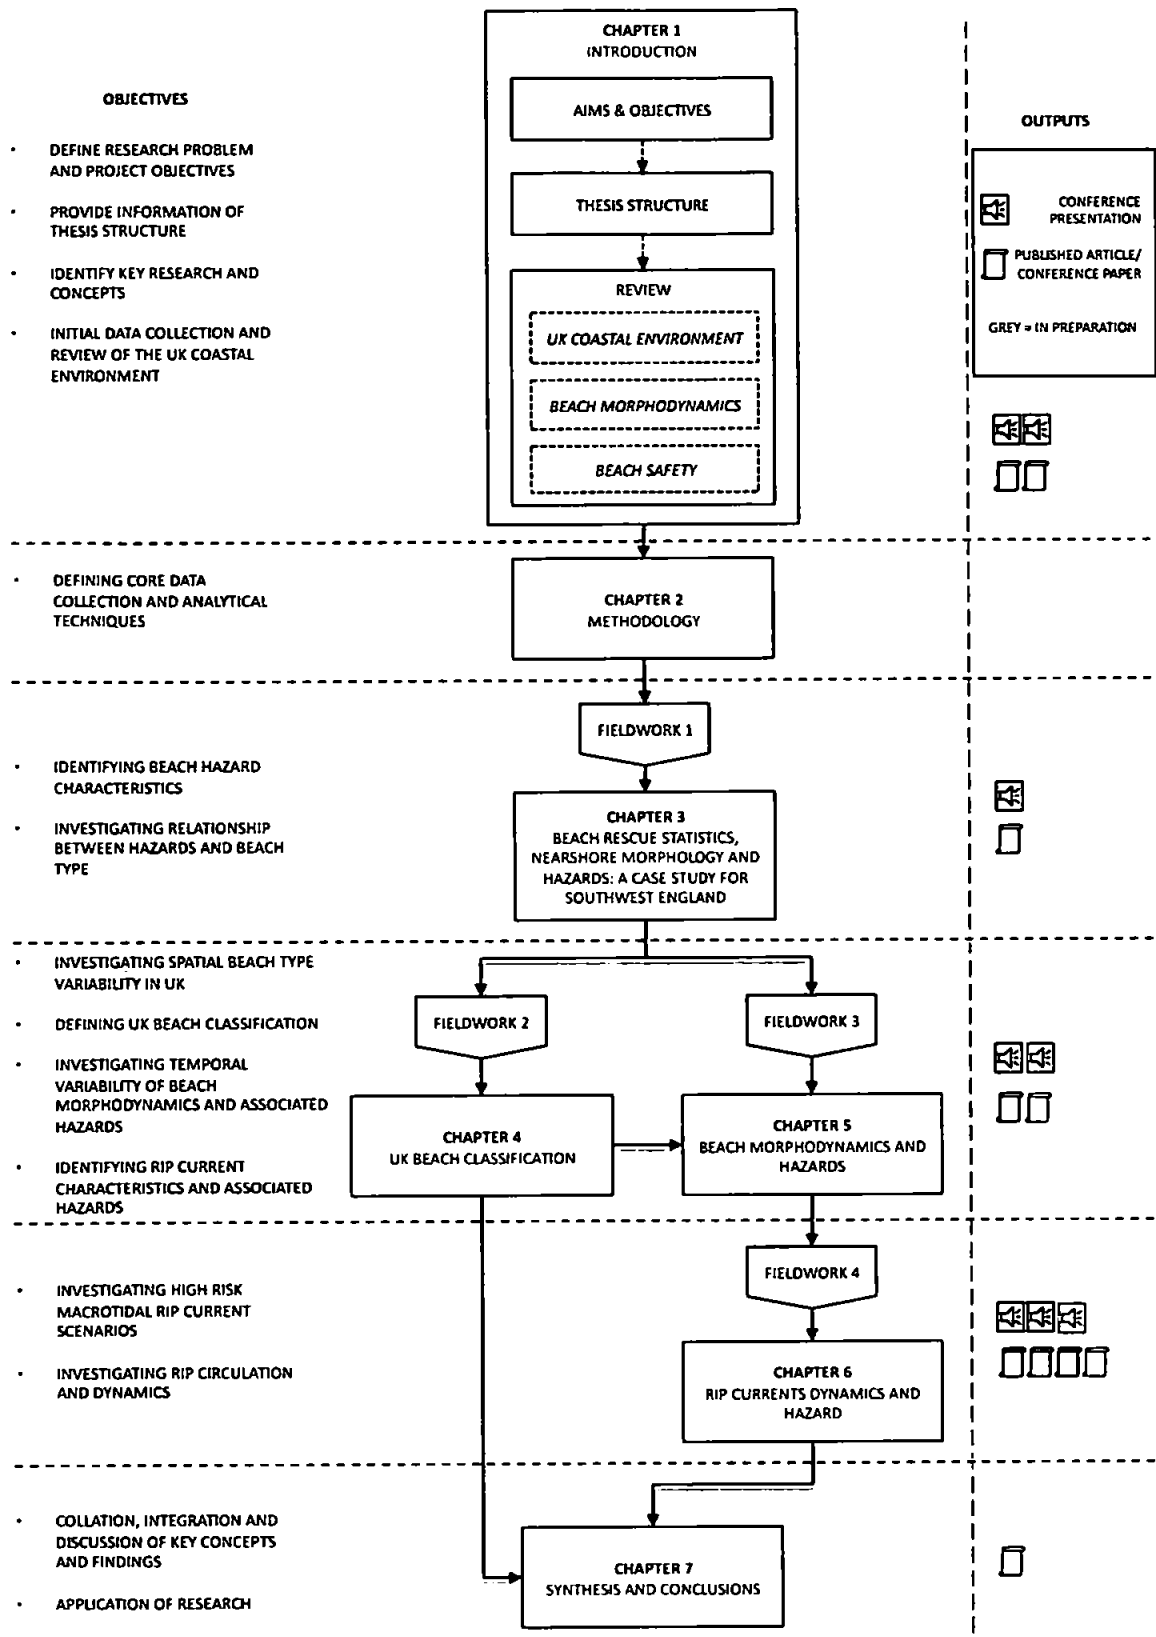 CHAPTER 1
INTRODUCTION
OBJECTIVES
AIMS & OBJECTIVES
OUTPUTS
• DEFINE RESEARCH PROBLEM
AND PROJECT OBJECTIVES
• PROVIDE INFORMATION OF
THESIS STRUCTURE
• IDENTIFY KEY RESEARCH AND
CONCEPTS
• INITIAL DATA COLLECTION AND
REVIEW OF THE UK COASTAL
ENVIRONMENT
THESIS STRUCTURE
REVIEW
UK COASTAL ENVIRONMENT
BEACH MORPHODYNAMICS
BEACH SAFETY
CONFERENCE
PRESENTATION
PUBLISHED ARTICLE/
CONFERENCE PAPER
GREY = IN PREPARATION
• DEFINING CORE DATA
COLLECTION AND ANALYTICAL
TECHNIQUES
CHAPTER 2
METHODOLOGY
FIELDWORK 1
• IDENTIFYING BEACH HAZARD
CHARACTERISTICS
• INVESTIGATING RELATIONSHIP
BETWEEN HAZARDS AND BEACH
TYPE
CHAPTER 3
BEACH RESCUE STATISTICS,
NEARSHORE MORPHOLOGY AND
HAZARDS: A CASE STUDY FOR
SOUTHWEST ENGLAND
• INVESTIGATING SPATIAL BEACH TYPE
VARIABILITY IN UK
• DEFINING UK BEACH CLASSIFICATION
• INVESTIGATING TEMPORAL
VARIABILITY OF BEACH
MORPHODYNAMICS AND ASSOCIATED
HAZARDS
• IDENTIFYING RIP CURRENT
CHARACTERISTICS AND ASSOCIATED
HAZARDS
FIELDWORK 2
FIELDWORK 3
CHAPTER 4
UK BEACH CLASSIFICATION
CHAPTER 5
BEACH MORPHODYNAMICS AND
HAZARDS
FIELDWORK 4
• INVESTIGATING HIGH RISK
MACROTIDAL RIP CURRENT
SCENARIOS
• INVESTIGATING RIP CIRCULATION
AND DYNAMICS
CHAPTER 6
RIP CURRENTS DYNAMICS AND
HAZARD
• COLLATION, INTEGRATION AND
DISCUSSION OF KEY CONCEPTS
AND FINDINGS
• APPLICATION OF RESEARCH
CHAPTER 7
SYNTHESIS AND CONCLUSIONS